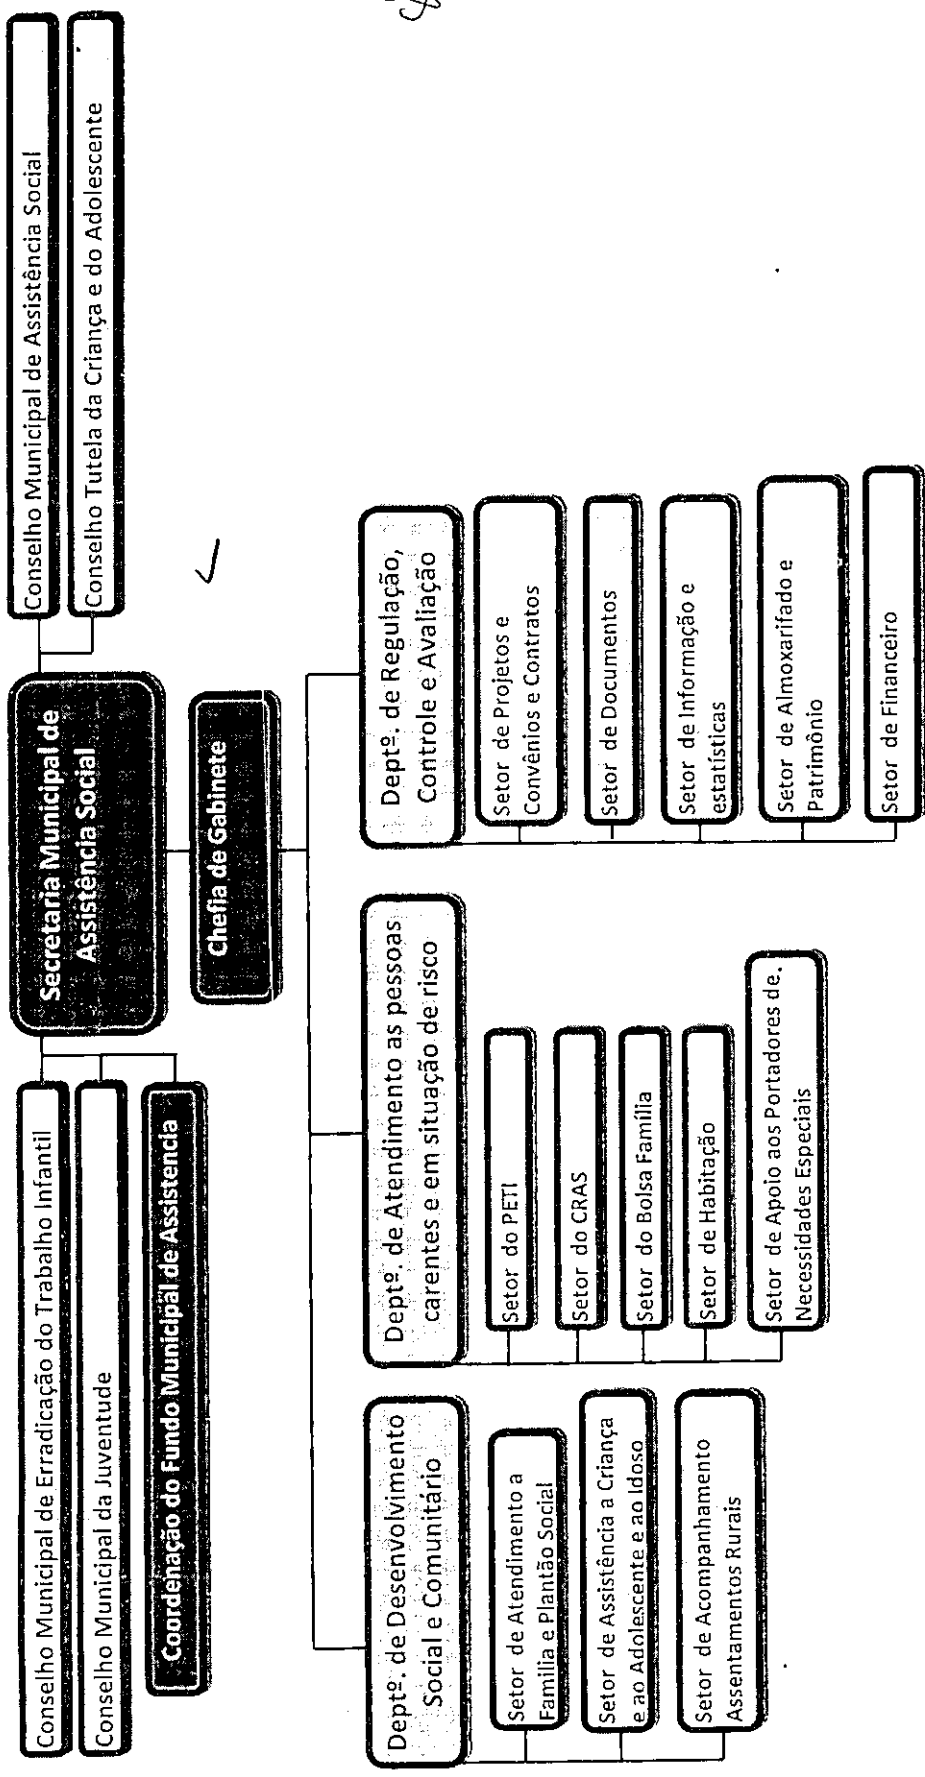 Conselho Municipal de Erradicação do Trabalho Infantil
Conselho Municipal da Juventude
Coordenação do Fundo Municipal de Assistencia
Secretaria Municipal de
Assistência Social
Conselho Municipal de Assistência Social
Conselho Tutela da Criança e do Adolescente
Chefia de Gabinete
Deptº. de Desenvolvimento
Social e Comunitário
Setor de Atendimento a
Familia e Plantão Social
Setor de Assistência a Criança
e ao Adolescente e ao Idoso
Setor de Acompanhamento
Assentamentos Rurais
Deptº. de Atendimento as pessoas
carentes e em situação de risco
Setor do PETI
Setor do CRAS
Setor do Bolsa Família
Setor de Habitação
Setor de Apoio aos Portadores de.
Necessidades Especiais
Deptº. de Regulação,
Controle e Avaliação
Setor de Projetos e
Convênios e Contratos
Setor de Documentos
Setor de Informação e
estatísticas
Setor de Almoxarifado e
Patrimônio
Setor de Financeiro